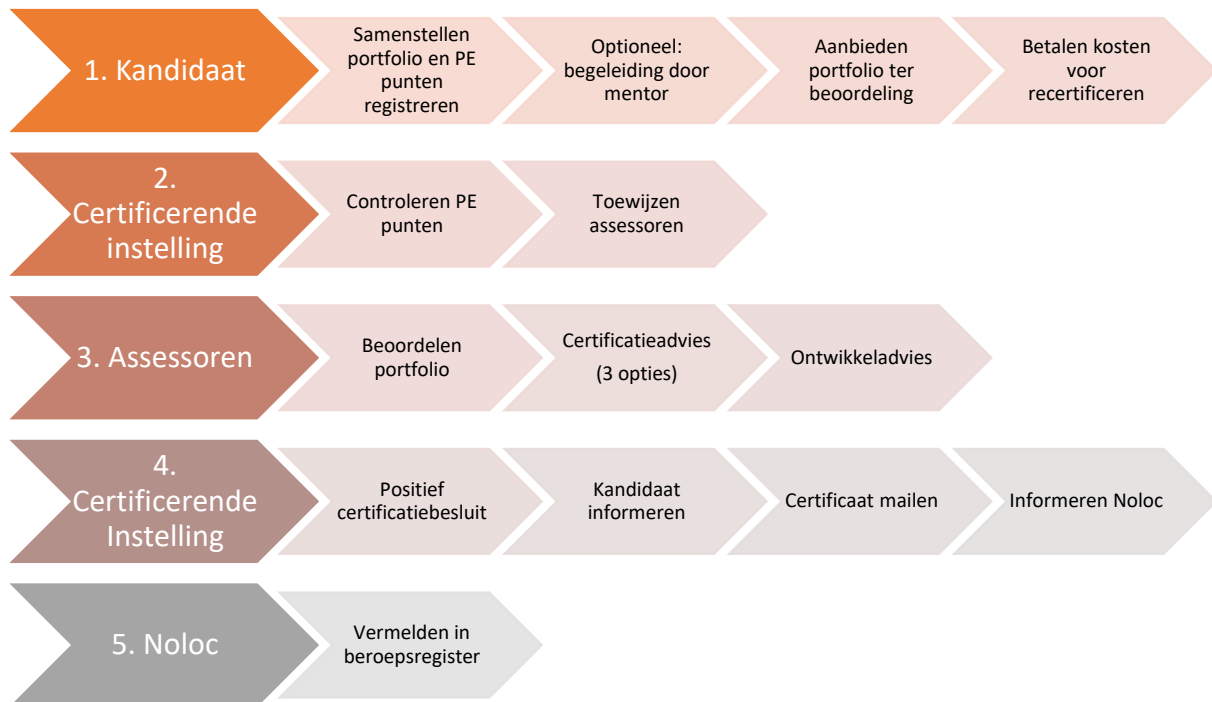 1. Kandidaat
Samenstellen
portfolio en PE
punten
registreren
Optioneel:
begeleiding door
mentor
Aanbieden
portfolio ter
beoordeling
Betalen kosten
voor
recertificeren
2.
Certificerende
instelling
Controleren PE
punten
Toewijzen
assessoren
3. Assessoren
Beoordelen
portfolio
Certificatieadvies
(3 opties)
Ontwikkeladvies
4.
Certificerende
Instelling
Positief
certificatiebesluit
Kandidaat
informeren
Certificaat mailen
Informeren Noloc
5. Noloc
Vermelden in
beroepsregister